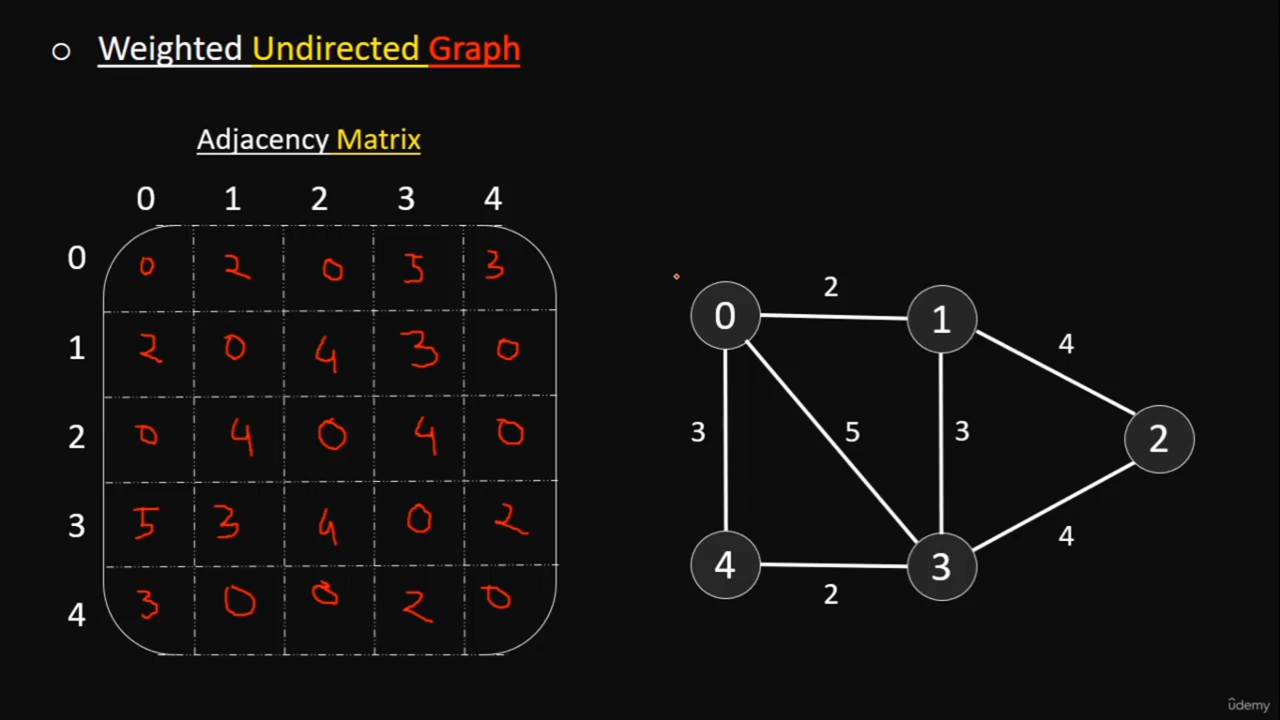 Weighted Undirected Graph
Adjacency Matrix
0 1 2 3 4
0 0 2 0 5 3
1 2 0 4 3 0
2 0 4 0 4 0
3 5 3 4 0 2
4 3 0 0 2 0
2
0 1
4
3 5 3 2
4 3 4
2
ûdemy